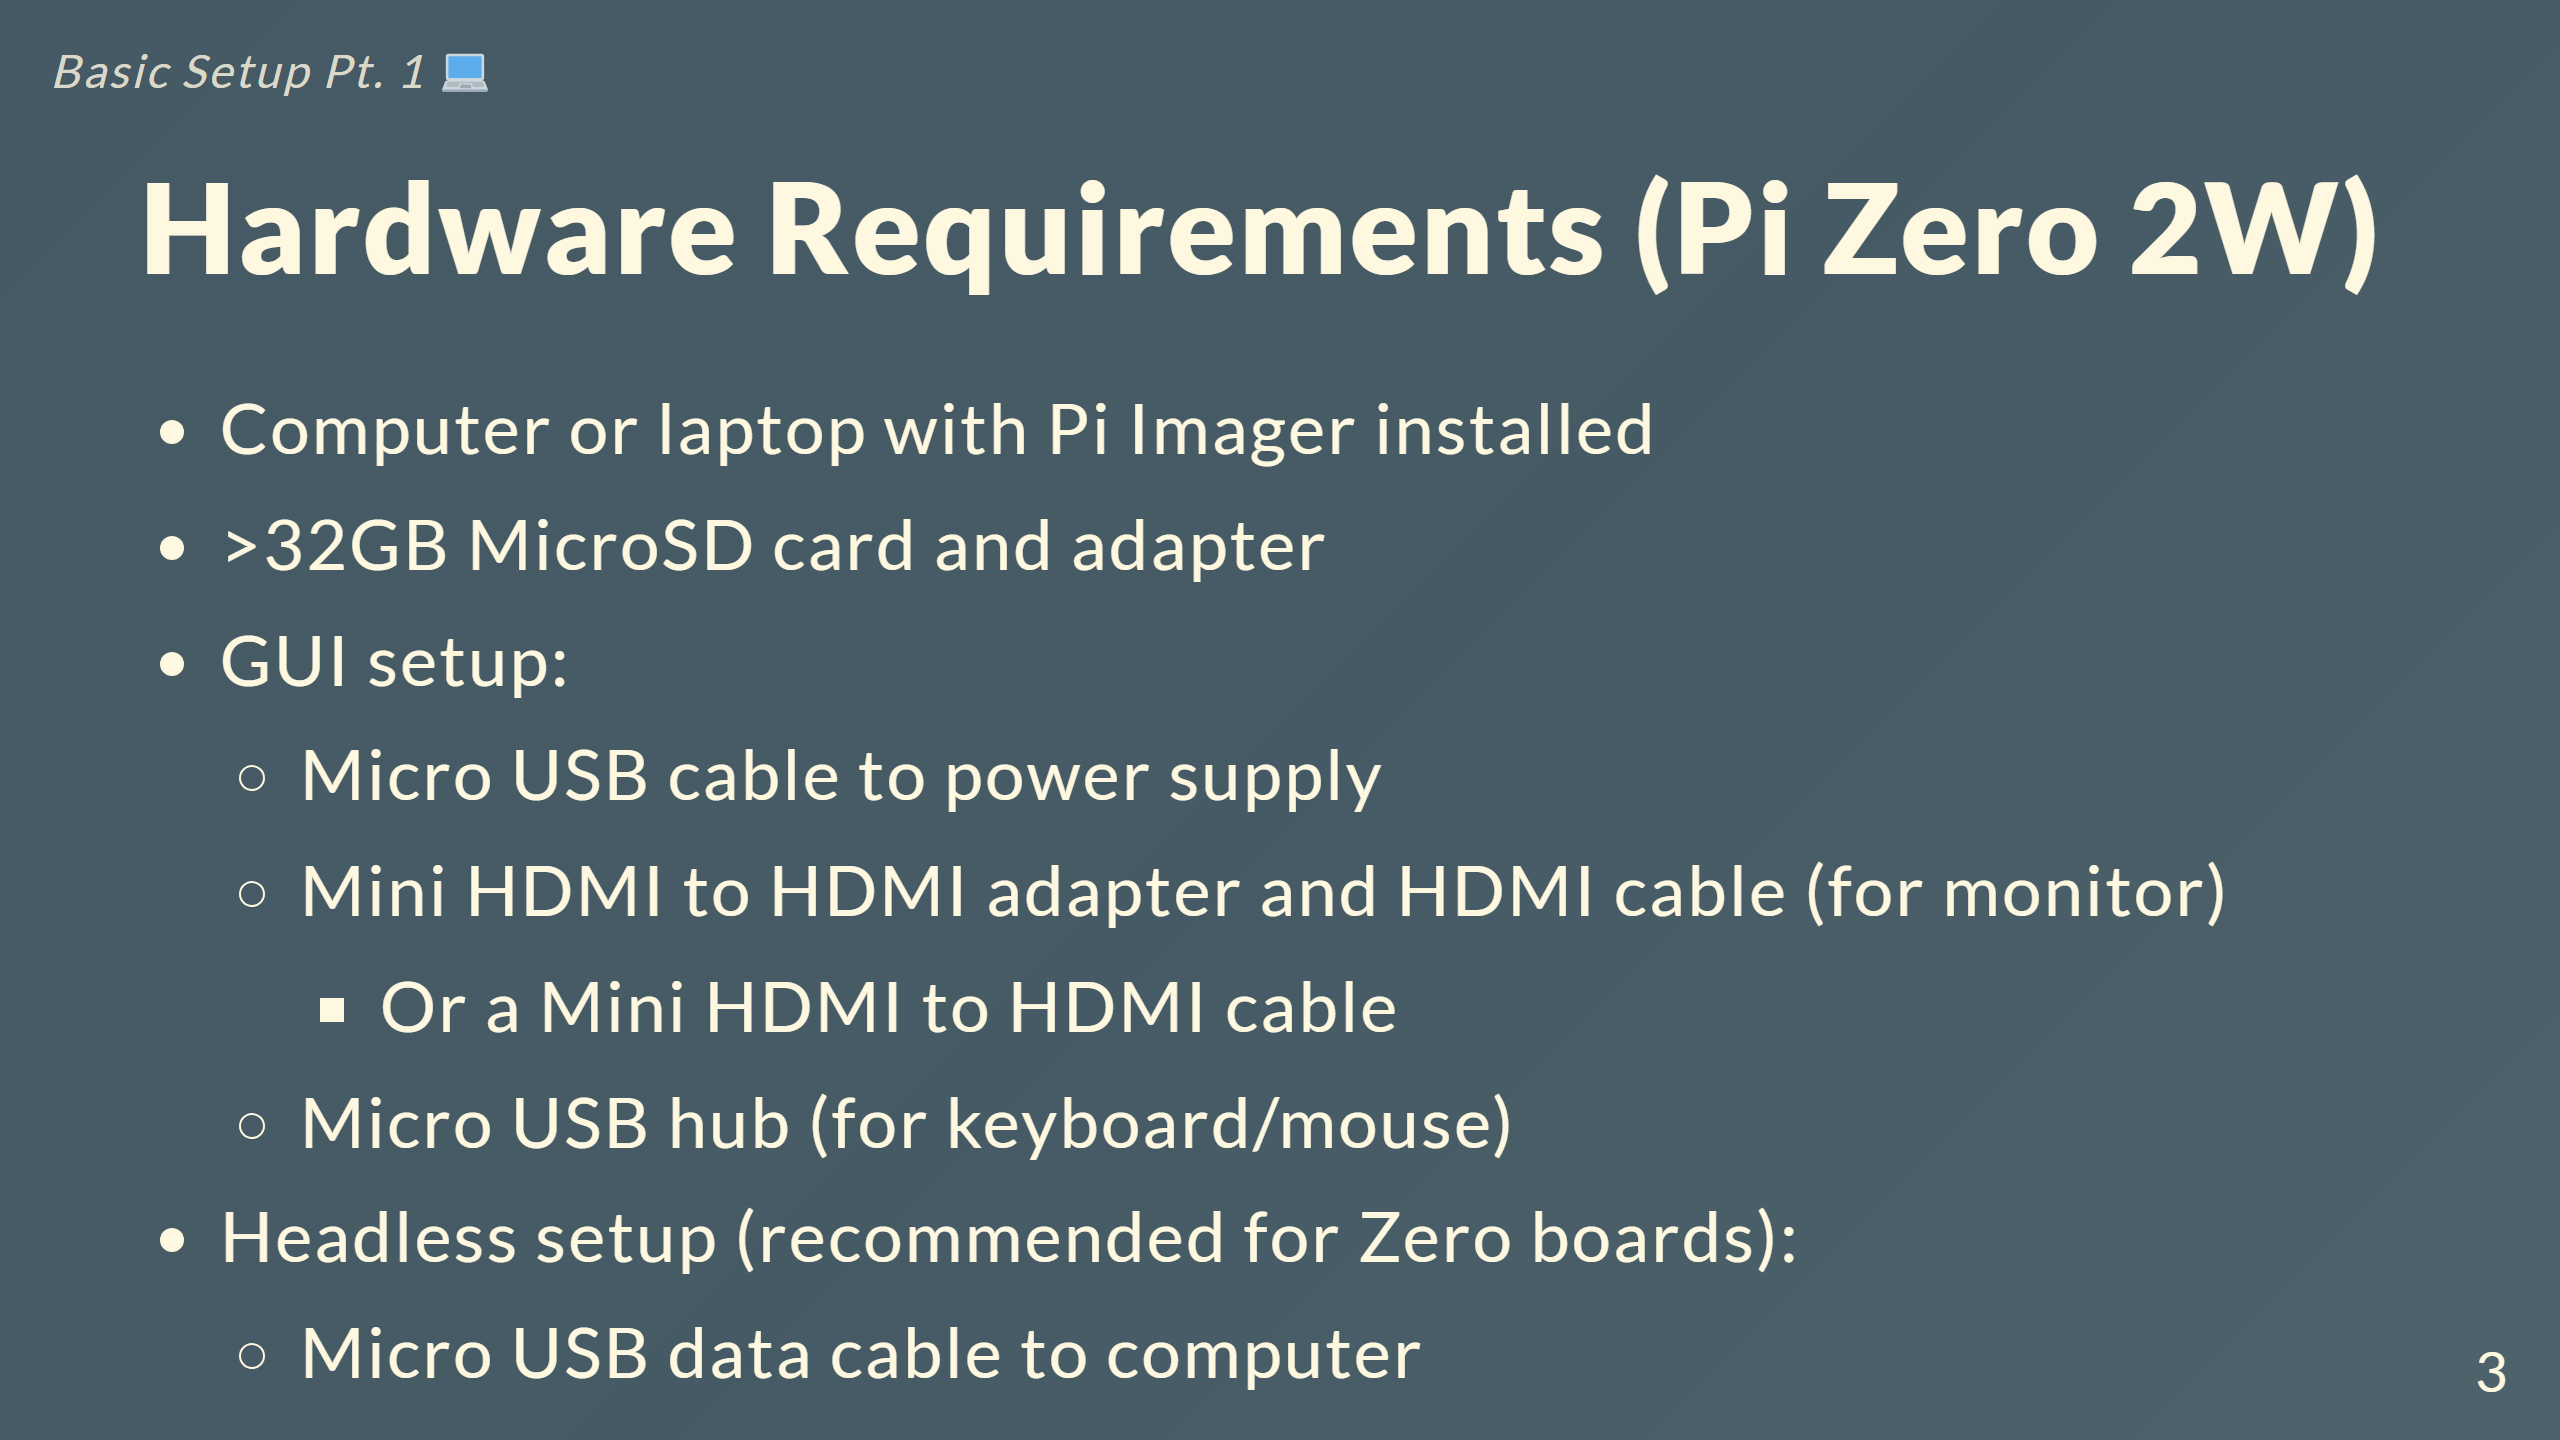 Basic Setup Pt. 1 💻
Hardware Requirements (Pi Zero 2W)
• Computer or laptop with Pi Imager installed
• >32GB MicroSD card and adapter
• GUI setup:
○ Micro USB cable to power supply
○ Mini HDMI to HDMI adapter and HDMI cable (for monitor)
■ Or a Mini HDMI to HDMI cable
○ Micro USB hub (for keyboard/mouse)
• Headless setup (recommended for Zero boards):
○ Micro USB data cable to computer
3